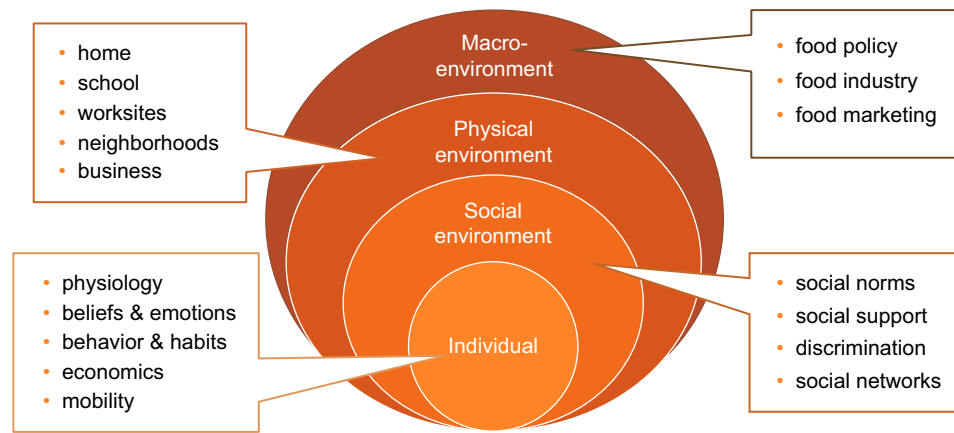 • home
• school
• worksites
• neighborhoods
• business
Macro-
environment
• food policy
• food industry
• food marketing
Physical
environment
Social
environment
• physiology
• beliefs & emotions
• behavior & habits
• economics
• mobility
Individual
• social norms
• social support
• discrimination
• social networks